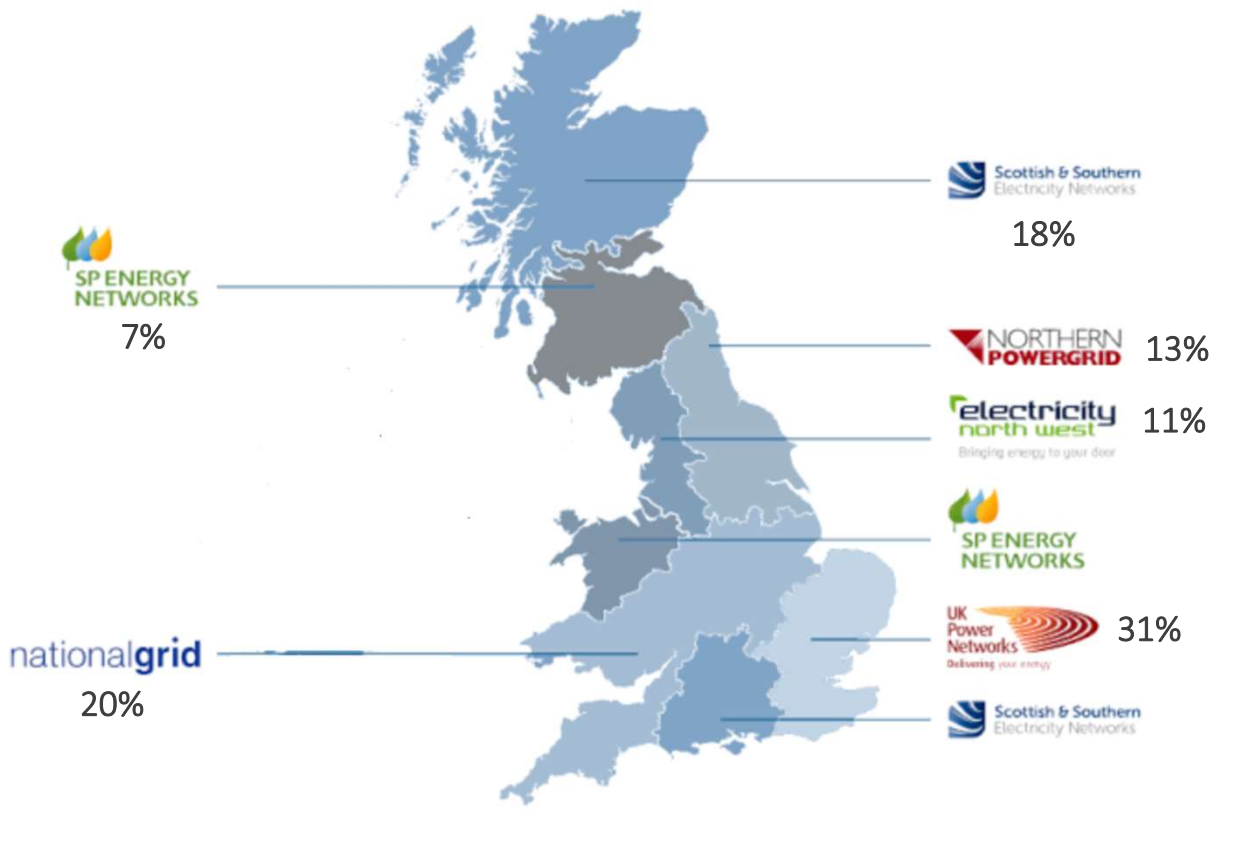 Scottish & Southern
Electricity Networks
18%
SP ENERGY
NETWORKS
7%
NORTHERN
POWERGRID
13%
electricity
north west
Bringing energy to your door
11%
SP ENERGY
NETWORKS
UK
Power
Networks
Delivering your energy
31%
nationalgrid
20%
Scottish & Southern
Electricity Networks